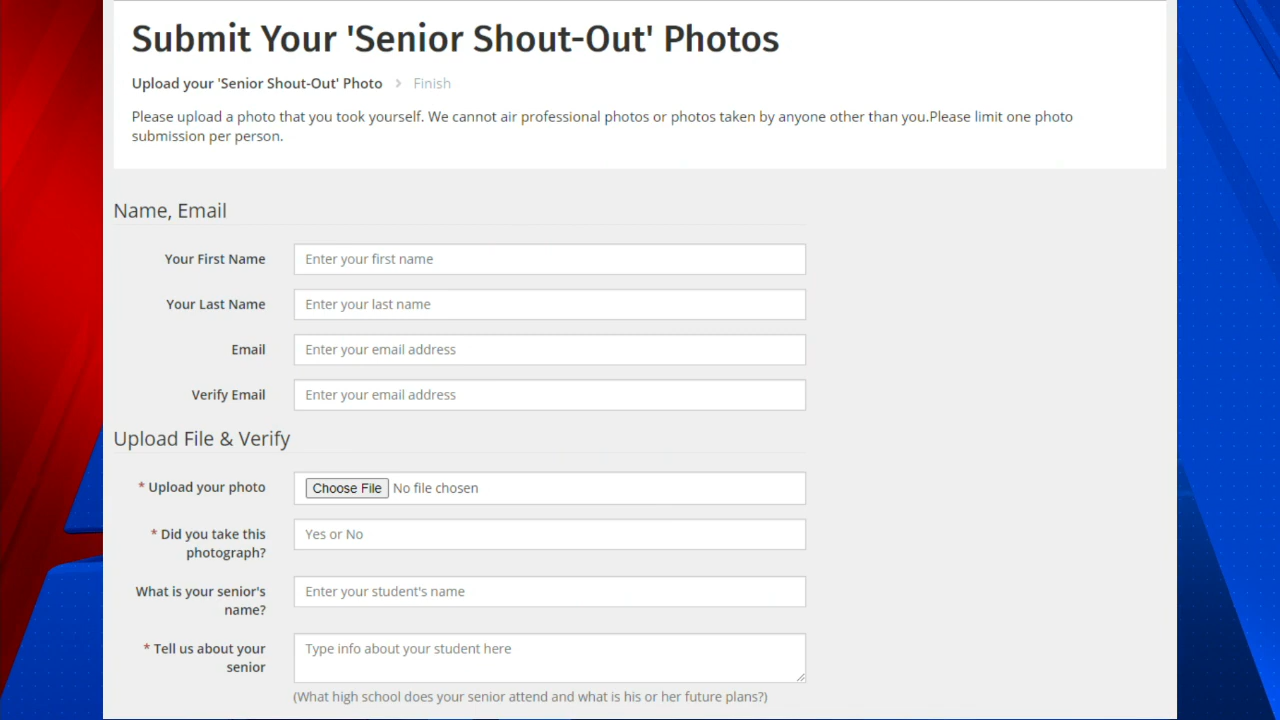 Submit Your 'Senior Shout-Out' Photos
Upload your 'Senior Shout-Out' Photo > Finish
Please upload a photo that you took yourself. We cannot air professional photos or photos taken by anyone other than you.Please limit one photo
submission per person.
Name, Email
Your First Name Enter your first name
Your Last Name Enter your last name
Email Enter your email address
Verify Email Enter your email address
Upload File & Verify
* Upload your photo Choose File No file chosen
* Did you take this
photograph?
Yes or No
What is your senior's
name?
Enter your student's name
* Tell us about your
senior
Type info about your student here
(What high school does your senior attend and what is his or her future plans?)